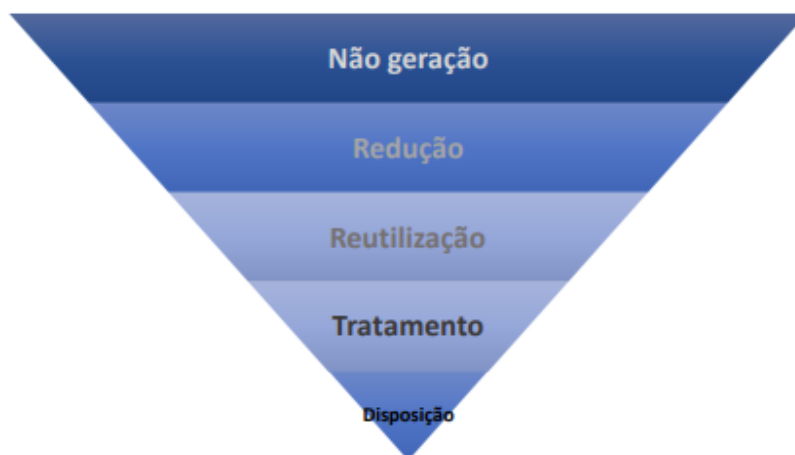 Não geração
Redução
Reutilização
Tratamento
Disposição